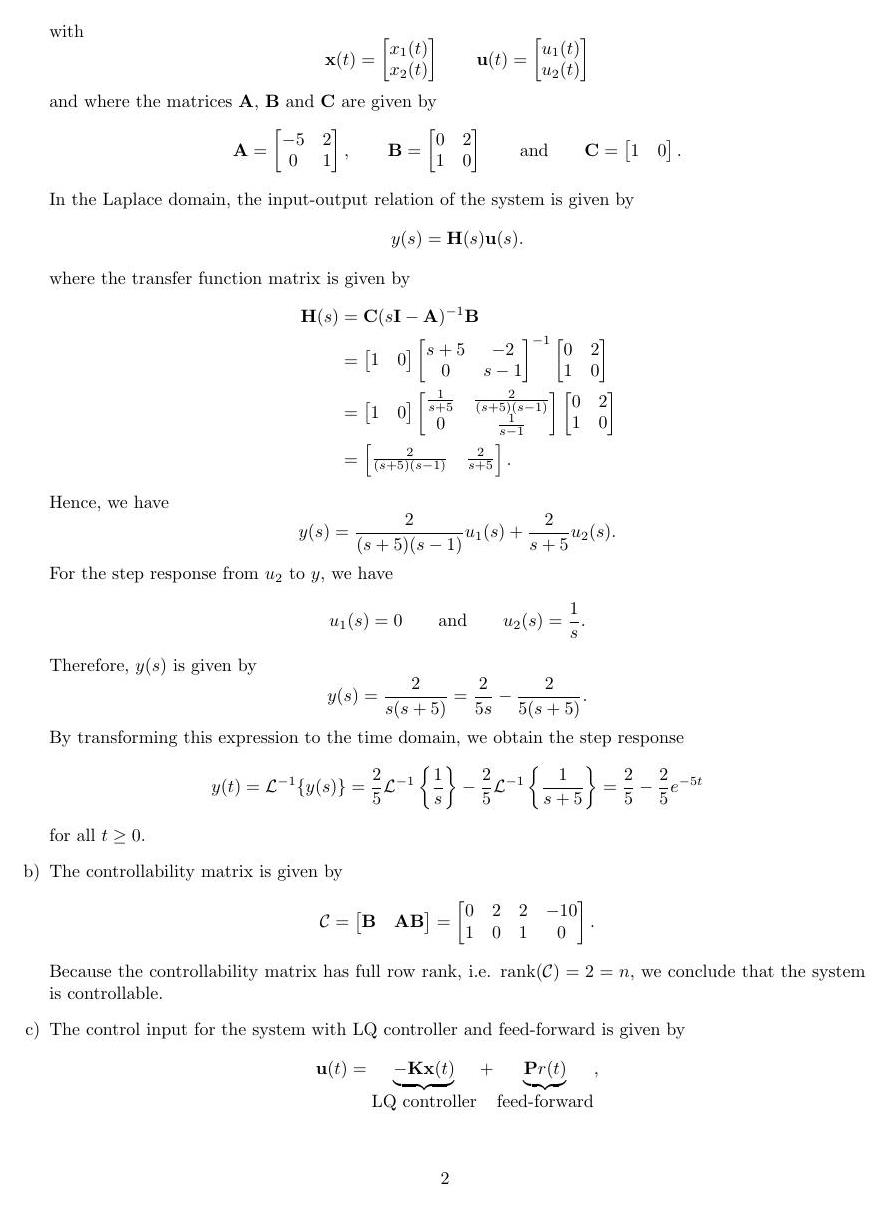 with
x(t) = [x₁(t); x₂(t)]    u(t) = [u₁(t); u₂(t)]
and where the matrices A, B and C are given by
A = [−5 2; 0 1],    B = [0 2; 1 0]    and    C = [1 0].
In the Laplace domain, the input-output relation of the system is given by
y(s) = H(s)u(s).
where the transfer function matrix is given by
H(s) = C(sI − A)⁻¹B
= [1 0] [s + 5 −2; 0 s − 1]⁻¹ [0 2; 1 0]
= [1 0] [1/(s+5) 2/((s+5)(s−1)); 0 1/(s−1)] [0 2; 1 0]
= [2/((s+5)(s−1)) 2/(s+5)].
Hence, we have
y(s) = 2/((s + 5)(s − 1)) u₁(s) + 2/(s + 5) u₂(s).
For the step response from u₂ to y, we have
u₁(s) = 0    and    u₂(s) = 1/s.
Therefore, y(s) is given by
y(s) = 2/(s(s + 5)) = 2/(5s) − 2/(5(s + 5)).
By transforming this expression to the time domain, we obtain the step response
y(t) = ℒ⁻¹{y(s)} = 2/5 ℒ⁻¹{1/s} − 2/5 ℒ⁻¹{1/(s + 5)} = 2/5 − 2/5 e⁻⁵ᵗ
for all t ≥ 0.
b) The controllability matrix is given by
𝒞 = [B AB] = [0 2 2 −10; 1 0 1 0].
Because the controllability matrix has full row rank, i.e. rank(𝒞) = 2 = n, we conclude that the system
is controllable.
c) The control input for the system with LQ controller and feed-forward is given by
u(t) = −Kx(t) + Pr(t) ,
LQ controller feed-forward
2